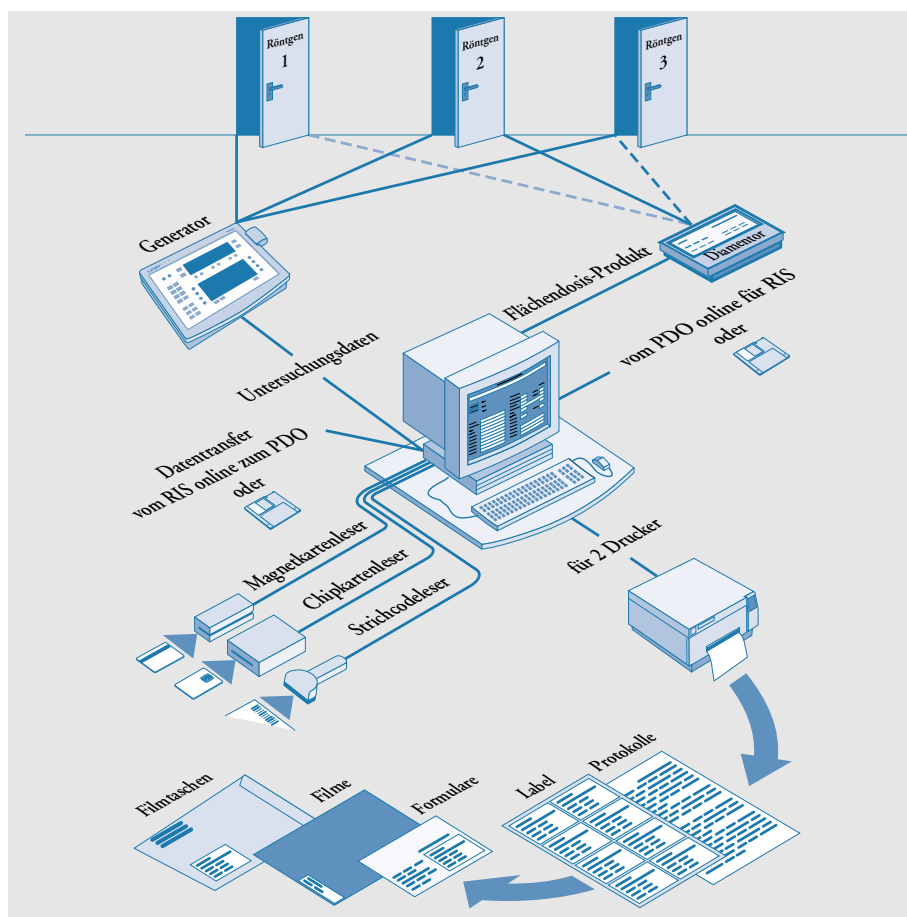 Röntgen
1
Röntgen
2
Röntgen
3
Generator
Diamentor
Flächendosis-Produkt
vom PDO online für RIS
oder
Untersuchungsdaten
Datentransfer
vom RIS online zum PDO
oder
Magnetkartenleser
Chipkartenleser
Strichcodeleser
für 2 Drucker
Filmtaschen
Filme
Formulare
Label
Protokolle